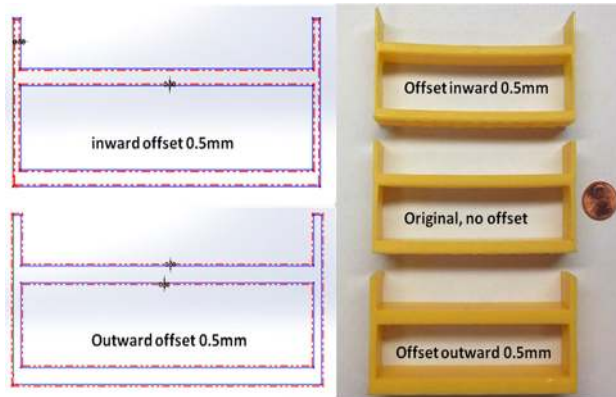 inward offset 0.5mm
Outward offset 0.5mm
Offset inward 0.5mm
Original, no offset
Offset outward 0.5mm